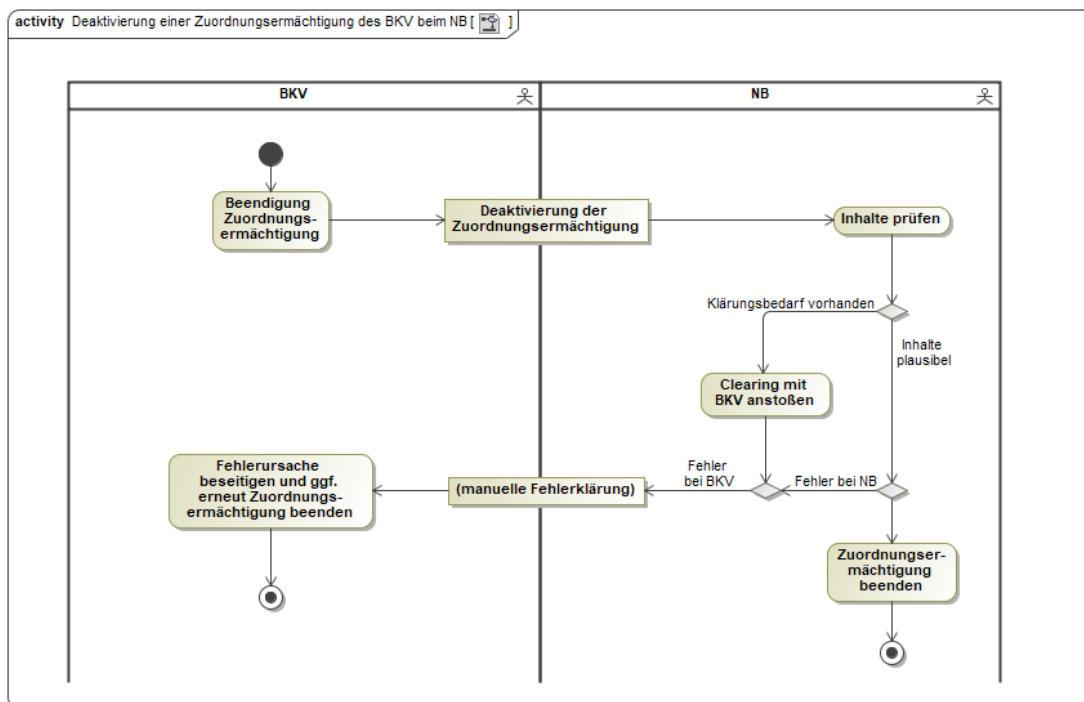 activity Deaktivierung einer Zuordnungsermächtigung des BKV beim NB [ ]
BKV
NB
Beendigung
Zuordnungs-
ermächtigung
Deaktivierung der
Zuordnungsermächtigung
Inhalte prüfen
Klärungsbedarf vorhanden
Inhalte
plausibel
Clearing mit
BKV anstoßen
Fehlerursache
beseitigen und ggf.
erneut Zuordnungs-
ermächtigung beenden
(manuelle Fehlerklärung)
Fehler
bei BKV
Fehler bei NB
Zuordnungser-
mächtigung
beenden